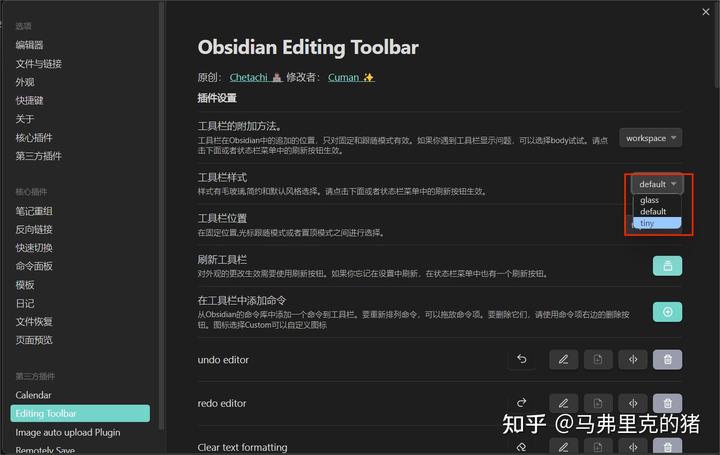 选项
编辑器
文件与链接
外观
快捷键
关于
核心插件
第三方插件
核心插件
笔记重组
反向链接
快速切换
命令面板
模板
日记
文件恢复
页面预览
第三方插件
Calendar
Editing Toolbar
Image auto upload Plugin
Remotely Save
Obsidian Editing Toolbar
原创： Chetachi 修改者： Cuman ✨
插件设置
工具栏的附加方法。
工具栏在Obsidian中的追加的位置，只对固定和跟随模式有效。如果你遇到工具栏显示问题，可以选择body试试。请点
击下面或者状态栏菜单中的刷新按钮生效。
workspace
工具栏样式
样式有毛玻璃,简约和默认风格选择。请点击下面或者状态栏菜单中的刷新按钮生效。
default
glass
default
tiny
工具栏位置
在固定位置,光标跟随模式或者置顶模式之间进行选择。
刷新工具栏
对外观的更改生效需要使用刷新按钮。如果你忘记在设置中刷新，在状态栏菜单中也有一个刷新按钮。
在工具栏中添加命令
从Obsidian的命令库中添加一个命令到工具栏。要重新排列命令，可以拖放命令项。要删除它们，请使用命令项右边的删除按
钮。图标选择Custom可以自定义图标
undo editor
redo editor
Clear text formatting
知乎 @马弗里克的猪